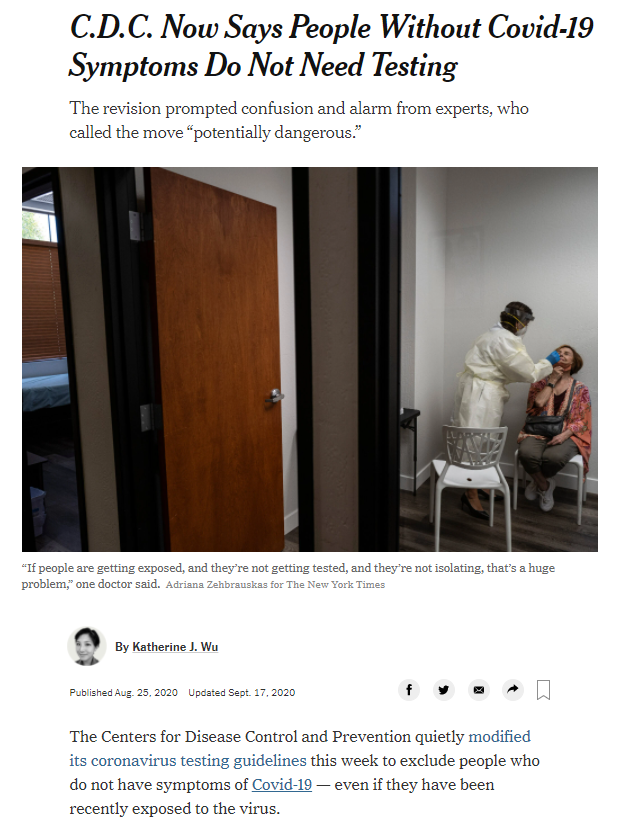 C.D.C. Now Says People Without Covid-19
Symptoms Do Not Need Testing
The revision prompted confusion and alarm from experts, who
called the move “potentially dangerous.”
“If people are getting exposed, and they’re not getting tested, and they’re not isolating, that’s a huge
problem,” one doctor said. Adriana Zehbrauskas for The New York Times
By Katherine J. Wu
Published Aug. 25, 2020 Updated Sept. 17, 2020
The Centers for Disease Control and Prevention quietly modified
its coronavirus testing guidelines this week to exclude people who
do not have symptoms of Covid-19 — even if they have been
recently exposed to the virus.